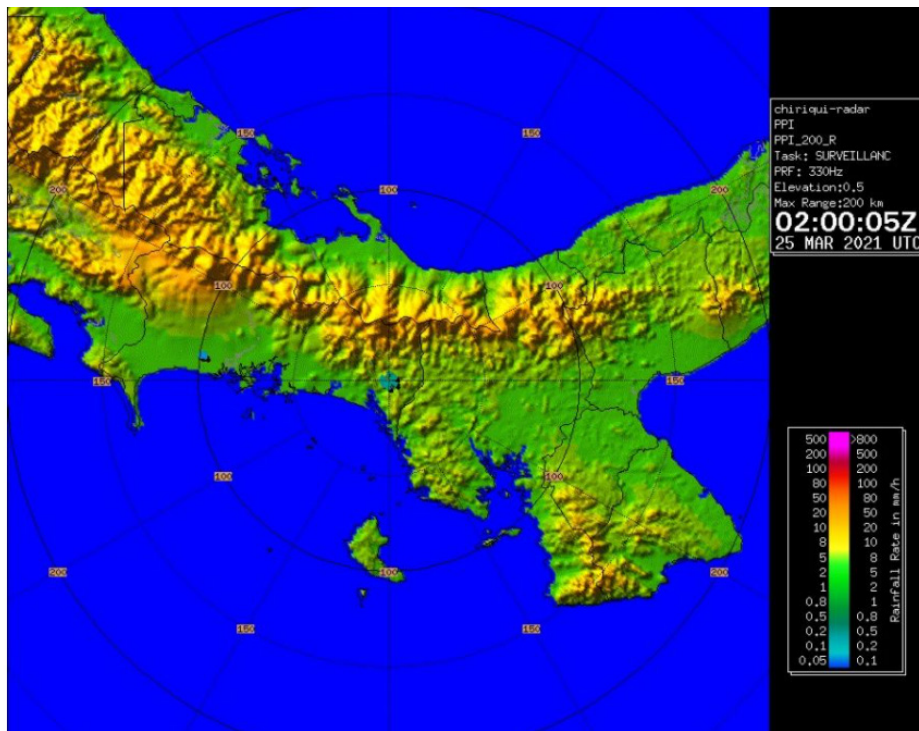 150 150
200 100 200
100 100
150 150
100 100
200 100 200
150 150
chiriqui-radar
PPI
PPI_200_R
Task: SURVEILLANC
PRF: 330Hz
Elevation:0.5
Max Range:200 km
02:00:05Z
25 MAR 2021 UTC
500 >800
200 500
100 200
80 100
50 80
20 50
10 20
8 10
5 8
2 5
1 2
0.8 1
0.5 0.8
0.2 0.5
0.1 0.2
0.05 0.1
Rainfall Rate in mm/h